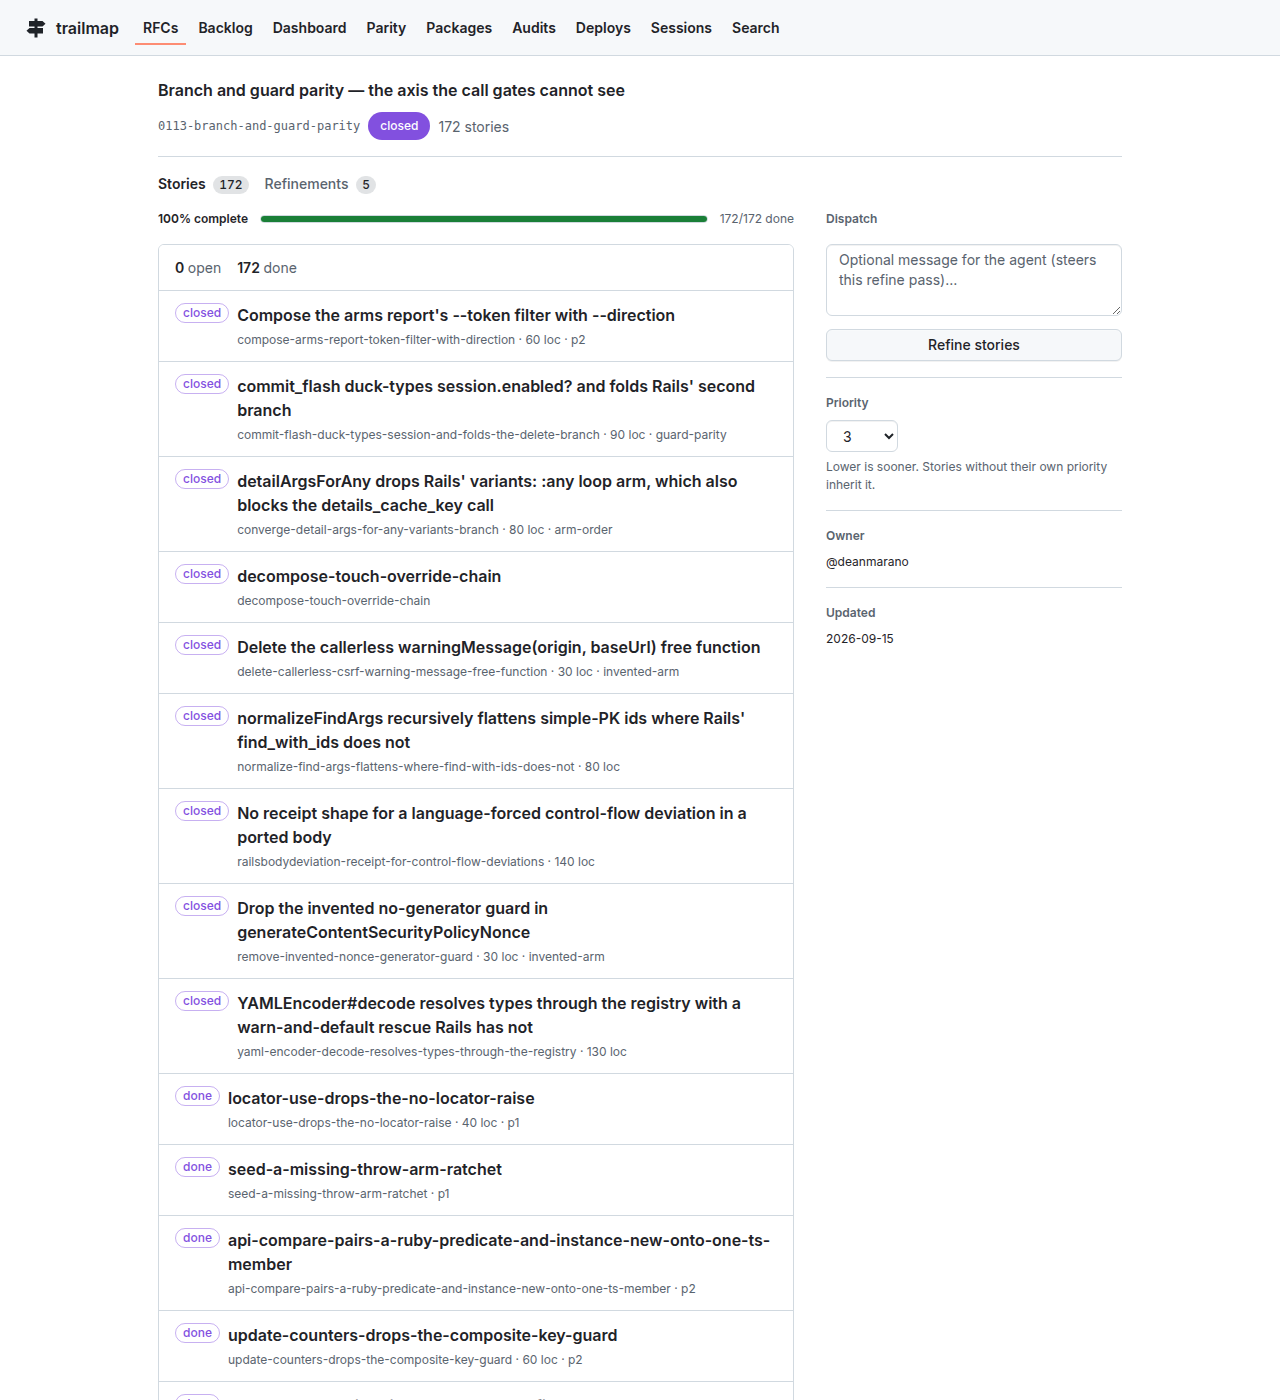 trailmap RFCs Backlog Dashboard Parity Packages Audits Deploys Sessions Search
Branch and guard parity — the axis the call gates cannot see
0113-branch-and-guard-parity closed 172 stories
Stories 172 Refinements 5
100% complete 172/172 done
0 open 172 done
closed Compose the arms report's --token filter with --direction
compose-arms-report-token-filter-with-direction · 60 loc · p2
closed commit_flash duck-types session.enabled? and folds Rails' second
branch
commit-flash-duck-types-session-and-folds-the-delete-branch · 90 loc · guard-parity
closed detailArgsForAny drops Rails' variants: :any loop arm, which also
blocks the details_cache_key call
converge-detail-args-for-any-variants-branch · 80 loc · arm-order
closed decompose-touch-override-chain
decompose-touch-override-chain
closed Delete the callerless warningMessage(origin, baseUrl) free function
delete-callerless-csrf-warning-message-free-function · 30 loc · invented-arm
closed normalizeFindArgs recursively flattens simple-PK ids where Rails'
find_with_ids does not
normalize-find-args-flattens-where-find-with-ids-does-not · 80 loc
closed No receipt shape for a language-forced control-flow deviation in a
ported body
railsbodydeviation-receipt-for-control-flow-deviations · 140 loc
closed Drop the invented no-generator guard in
generateContentSecurityPolicyNonce
remove-invented-nonce-generator-guard · 30 loc · invented-arm
closed YAMLEncoder#decode resolves types through the registry with a
warn-and-default rescue Rails has not
yaml-encoder-decode-resolves-types-through-the-registry · 130 loc
done locator-use-drops-the-no-locator-raise
locator-use-drops-the-no-locator-raise · 40 loc · p1
done seed-a-missing-throw-arm-ratchet
seed-a-missing-throw-arm-ratchet · p1
done api-compare-pairs-a-ruby-predicate-and-instance-new-onto-one-ts-
member
api-compare-pairs-a-ruby-predicate-and-instance-new-onto-one-ts-member · p2
done update-counters-drops-the-composite-key-guard
update-counters-drops-the-composite-key-guard · 60 loc · p2
Dispatch
Optional message for the agent (steers
this refine pass)...
Refine stories
Priority
3
Lower is sooner. Stories without their own priority
inherit it.
Owner
@deanmarano
Updated
2026-09-15